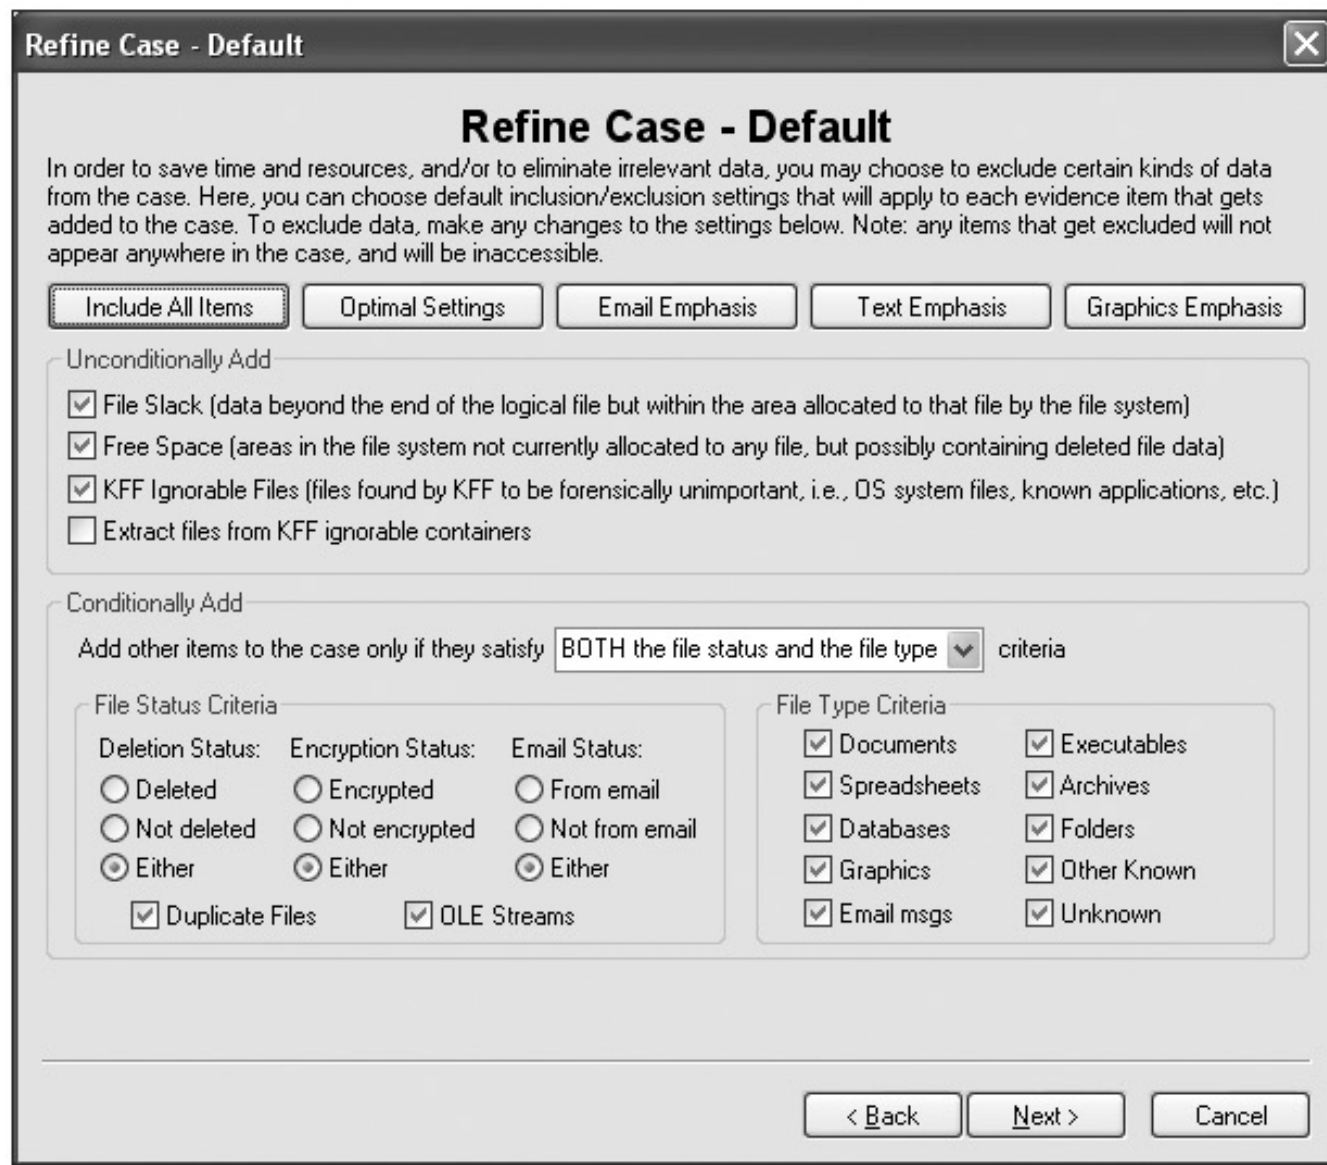 Refine Case - Default
Refine Case - Default
In order to save time and resources, and/or to eliminate irrelevant data, you may choose to exclude certain kinds of data
from the case. Here, you can choose default inclusion/exclusion settings that will apply to each evidence item that gets
added to the case. To exclude data, make any changes to the settings below. Note: any items that get excluded will not
appear anywhere in the case, and will be inaccessible.
Include All Items Optimal Settings Email Emphasis Text Emphasis Graphics Emphasis
Unconditionally Add
File Slack (data beyond the end of the logical file but within the area allocated to that file by the file system)
Free Space (areas in the file system not currently allocated to any file, but possibly containing deleted file data)
KFF Ignorable Files (files found by KFF to be forensically unimportant, i.e., OS system files, known applications, etc.)
Extract files from KFF ignorable containers
Conditionally Add
Add other items to the case only if they satisfy BOTH the file status and the file type criteria
File Status Criteria
Deletion Status: Encryption Status: Email Status:
Deleted Encrypted From email
Not deleted Not encrypted Not from email
Either Either Either
Duplicate Files OLE Streams
File Type Criteria
Documents Executables
Spreadsheets Archives
Databases Folders
Graphics Other Known
Email msgs Unknown
< Back Next > Cancel